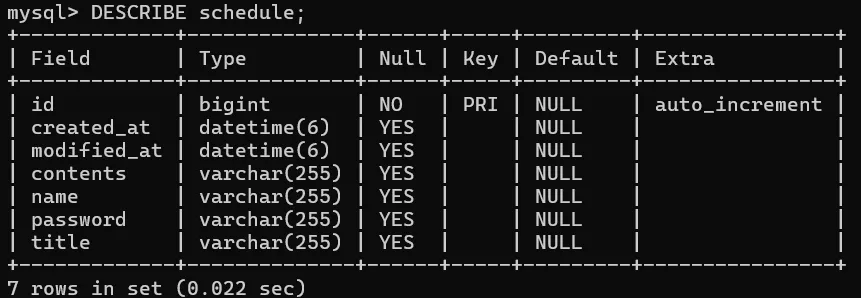 mysql> DESCRIBE schedule;
+-------------+--------------+------+-----+---------+----------------+
| Field       | Type         | Null | Key | Default | Extra          |
+-------------+--------------+------+-----+---------+----------------+
| id          | bigint       | NO   | PRI | NULL    | auto_increment |
| created_at  | datetime(6)  | YES  |     | NULL    |                |
| modified_at | datetime(6)  | YES  |     | NULL    |                |
| contents    | varchar(255) | YES  |     | NULL    |                |
| name        | varchar(255) | YES  |     | NULL    |                |
| password    | varchar(255) | YES  |     | NULL    |                |
| title       | varchar(255) | YES  |     | NULL    |                |
+-------------+--------------+------+-----+---------+----------------+
7 rows in set (0.022 sec)